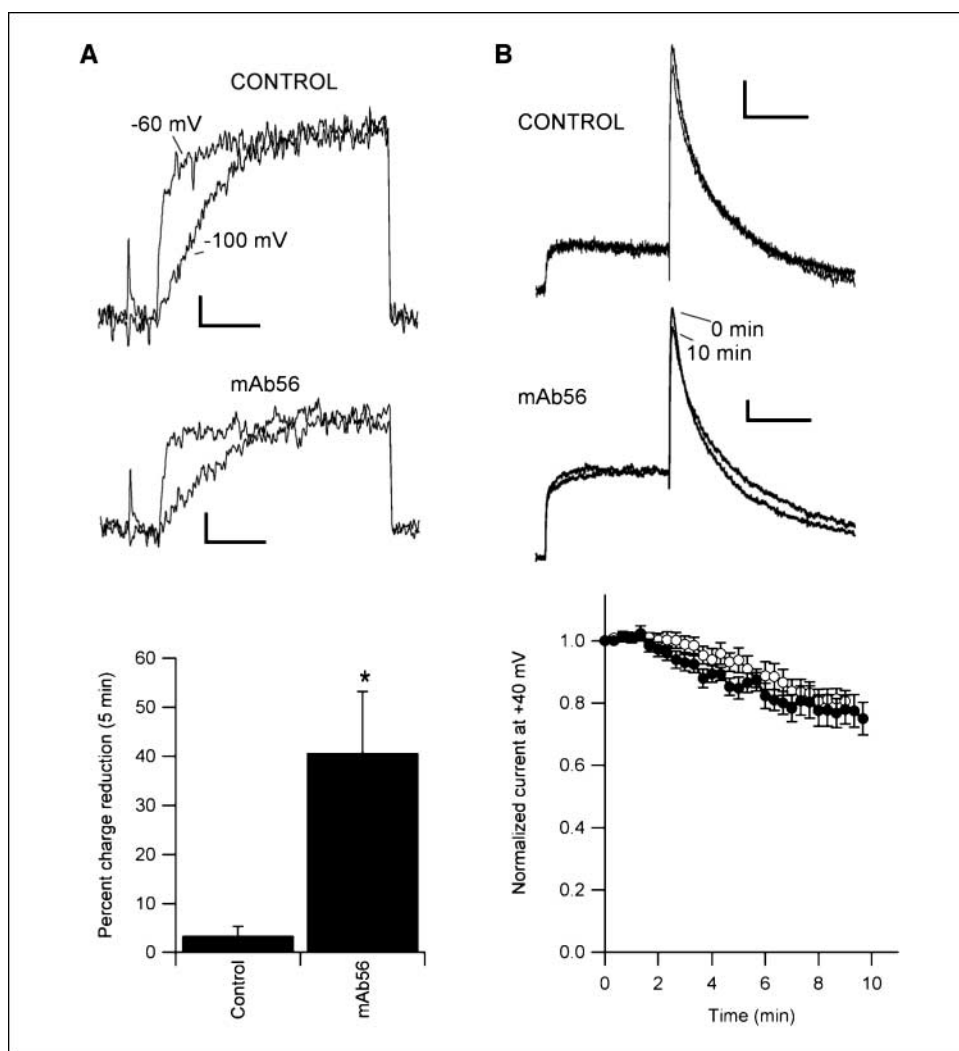 A
CONTROL
-60 mV
-100 mV
mAb56
60
50
40
30
20
10
0
Percent charge reduction (5 min)
*
Control
mAb56
B
CONTROL
0 min
10 min
mAb56
1.0
0.8
0.6
0.4
0.2
0.0
Normalized current at +40 mV
0 2 4 6 8 10
Time (min)